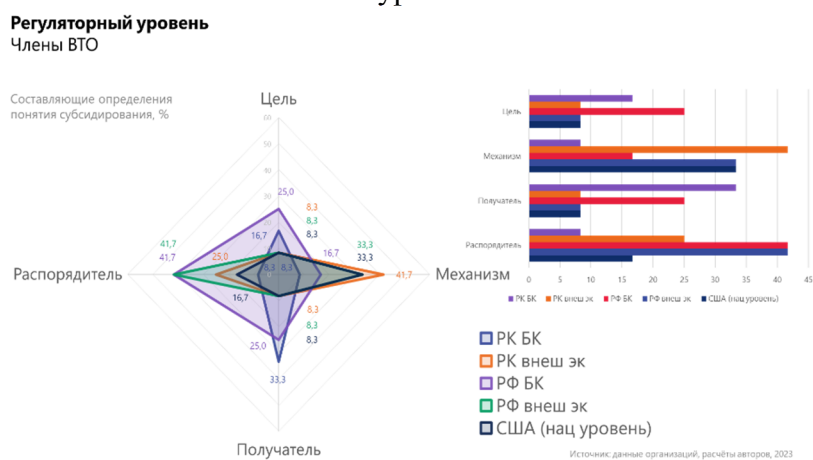 ур
Регуляторный уровень
Члены ВТО
Составляющие определения
понятия субсидирования, %
Цель
60
50
40
30
25,0
8,3
16,7
8,3
8,3
41,7
33,3
41,7
25,0
16,7
33,3
Распорядитель
8,3
8,3
41,7
Механизм
16,7
8,3
8,3
25,0
8,3
33,3
Получатель
Цель
Механизм
Получатель
Распорядитель
0 5 10 15 20 25 30 35 40 45
РК БК РК внеш эк РФ БК РФ внеш эк США (нац уровень)
РК БК
РК внеш эк
РФ БК
РФ внеш эк
США (нац уровень)
Источник: данные организаций, расчёты авторов, 2023